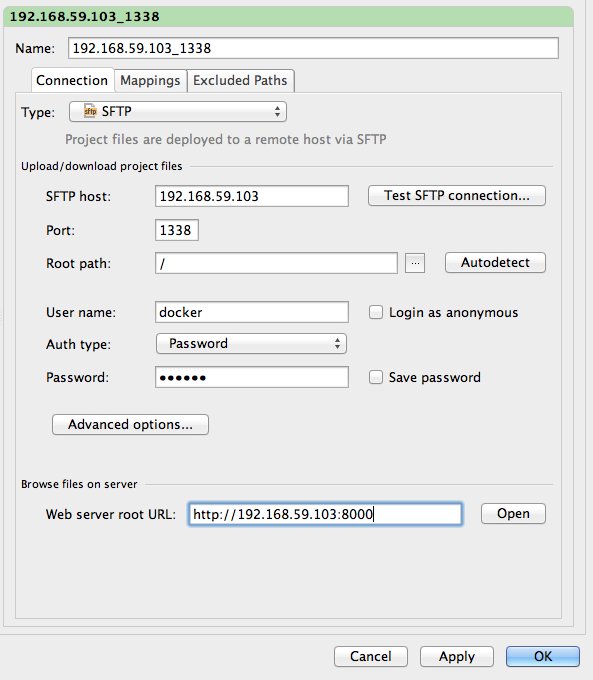 192.168.59.103_1338
Name: 192.168.59.103_1338
Connection Mappings Excluded Paths
Type: sftp SFTP
Project files are deployed to a remote host via SFTP
Upload/download project files
SFTP host: 192.168.59.103 Test SFTP connection...
Port: 1338
Root path: / ... Autodetect
User name: docker Login as anonymous
Auth type: Password
Password: •••••• Save password
Advanced options...
Browse files on server
Web server root URL: http://192.168.59.103:8000 Open
Cancel Apply OK